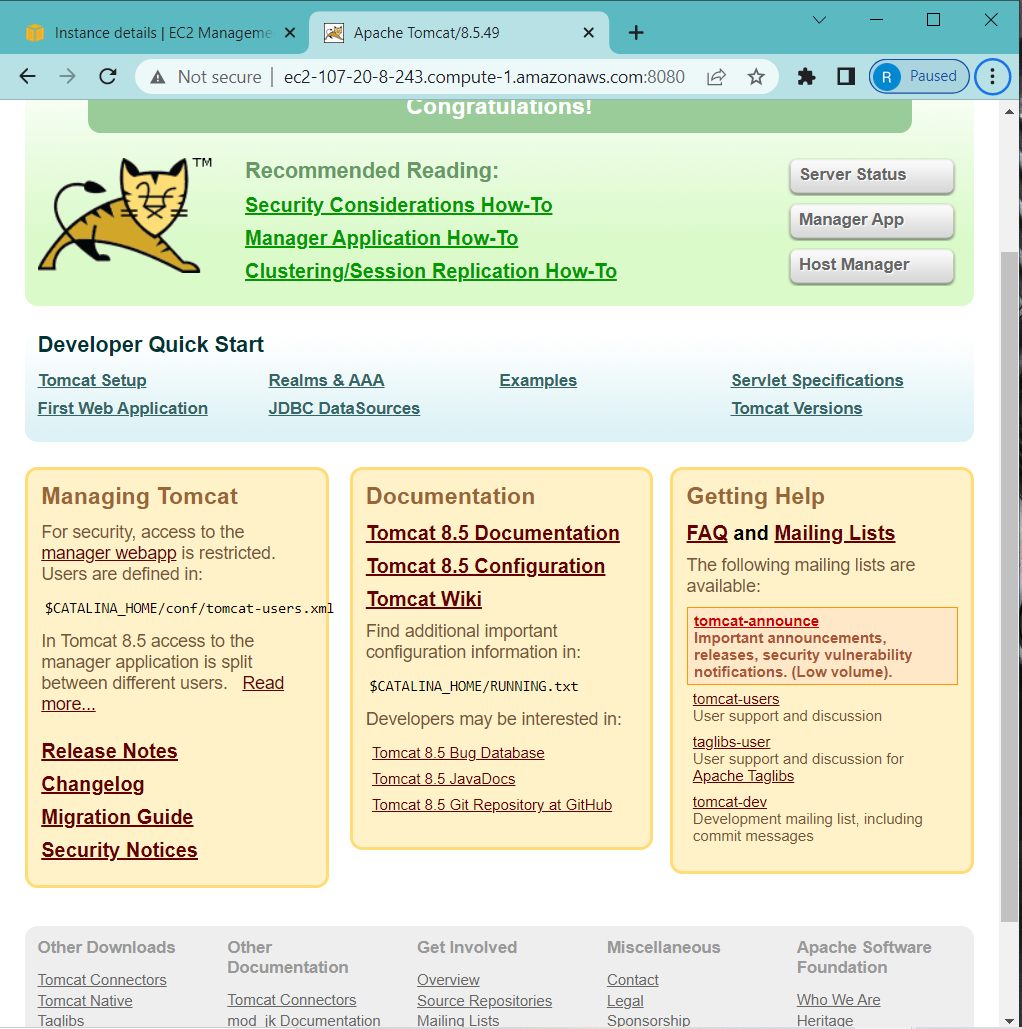 Instance details | EC2 Manageme
Apache Tomcat/8.5.49
Not secure
ec2-107-20-8-243.compute-1.amazonaws.com:8080
R
Paused
Congratulations!
TM
Recommended Reading:
Security Considerations How-To
Manager Application How-To
Clustering/Session Replication How-To
Server Status
Manager App
Host Manager
Developer Quick Start
Tomcat Setup
First Web Application
Realms & AAA
JDBC DataSources
Examples
Servlet Specifications
Tomcat Versions
Managing Tomcat
For security, access to the
manager webapp is restricted.
Users are defined in:
$CATALINA_HOME/conf/tomcat-users.xml
In Tomcat 8.5 access to the
manager application is split
between different users. Read
more...
Release Notes
Changelog
Migration Guide
Security Notices
Documentation
Tomcat 8.5 Documentation
Tomcat 8.5 Configuration
Tomcat Wiki
Find additional important
configuration information in:
$CATALINA_HOME/RUNNING.txt
Developers may be interested in:
Tomcat 8.5 Bug Database
Tomcat 8.5 JavaDocs
Tomcat 8.5 Git Repository at GitHub
Getting Help
FAQ and Mailing Lists
The following mailing lists are
available:
tomcat-announce
Important announcements,
releases, security vulnerability
notifications. (Low volume).
tomcat-users
User support and discussion
taglibs-user
User support and discussion for
Apache Taglibs
tomcat-dev
Development mailing list, including
commit messages
Other Downloads
Tomcat Connectors
Tomcat Native
Taglibs
Other
Documentation
Tomcat Connectors
mod_jk Documentation
Get Involved
Overview
Source Repositories
Mailing Lists
Miscellaneous
Contact
Legal
Sponsorship
Apache Software
Foundation
Who We Are
Heritage